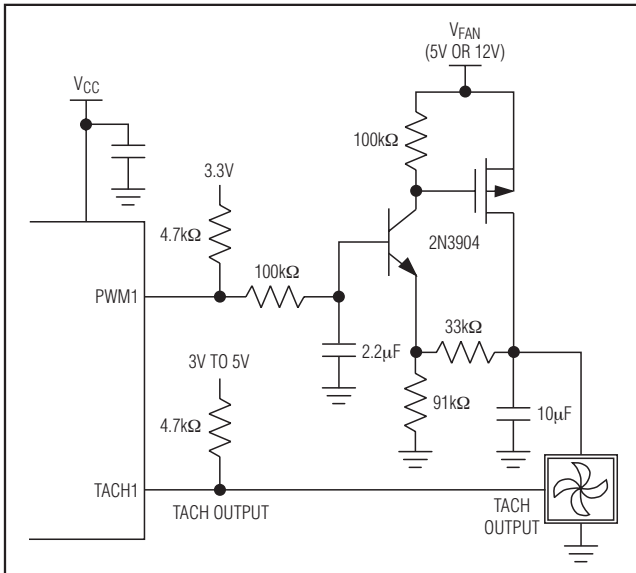 VFAN
(5V OR 12V)
VCC
100kΩ
3.3V
4.7kΩ
2N3904
100kΩ
PWM1
33kΩ
2.2µF
3V TO 5V
91kΩ
10µF
4.7kΩ
TACH1
TACH OUTPUT
TACH
OUTPUT